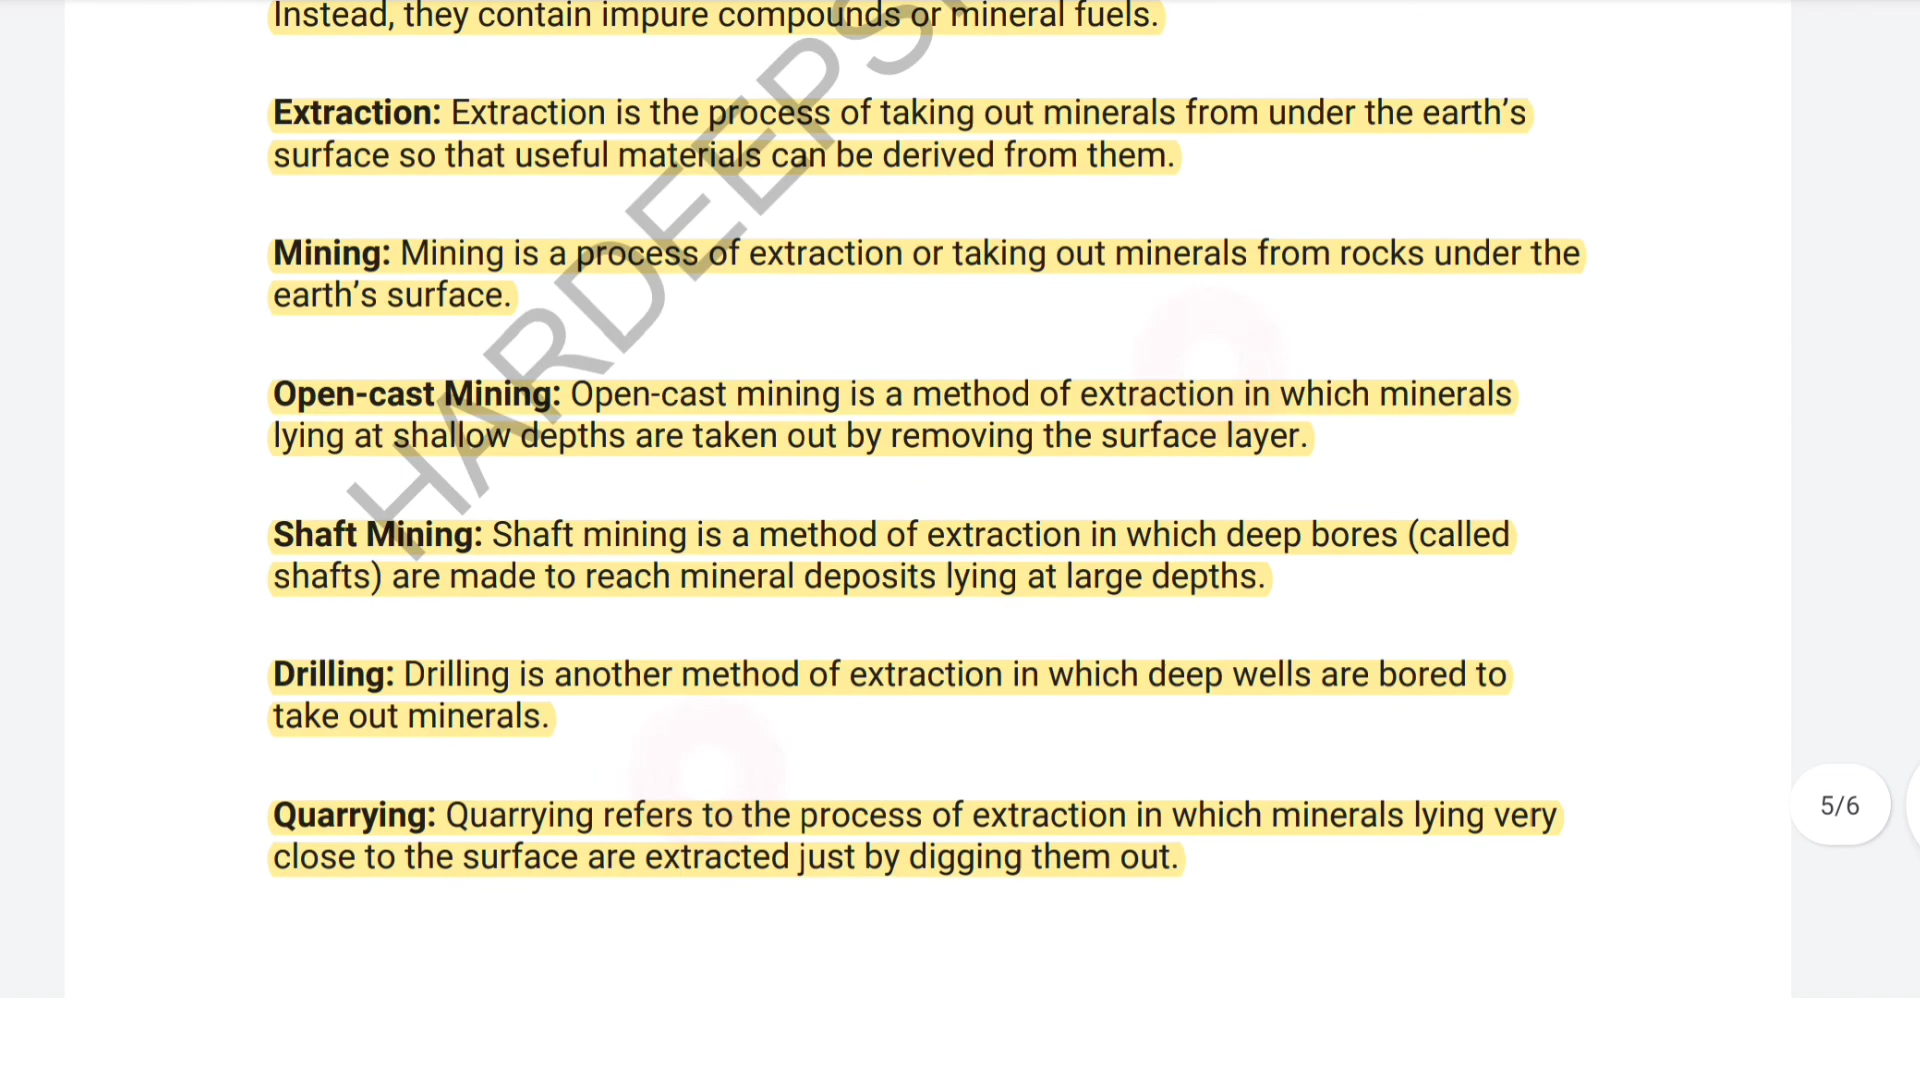 Instead, they contain impure compounds or mineral fuels.
Extraction: Extraction is the process of taking out minerals from under the earth’s
surface so that useful materials can be derived from them.
Mining: Mining is a process of extraction or taking out minerals from rocks under the
earth’s surface.
Open-cast Mining: Open-cast mining is a method of extraction in which minerals
lying at shallow depths are taken out by removing the surface layer.
Shaft Mining: Shaft mining is a method of extraction in which deep bores (called
shafts) are made to reach mineral deposits lying at large depths.
Drilling: Drilling is another method of extraction in which deep wells are bored to
take out minerals.
Quarrying: Quarrying refers to the process of extraction in which minerals lying very
close to the surface are extracted just by digging them out.
HARDEEPS
5/6